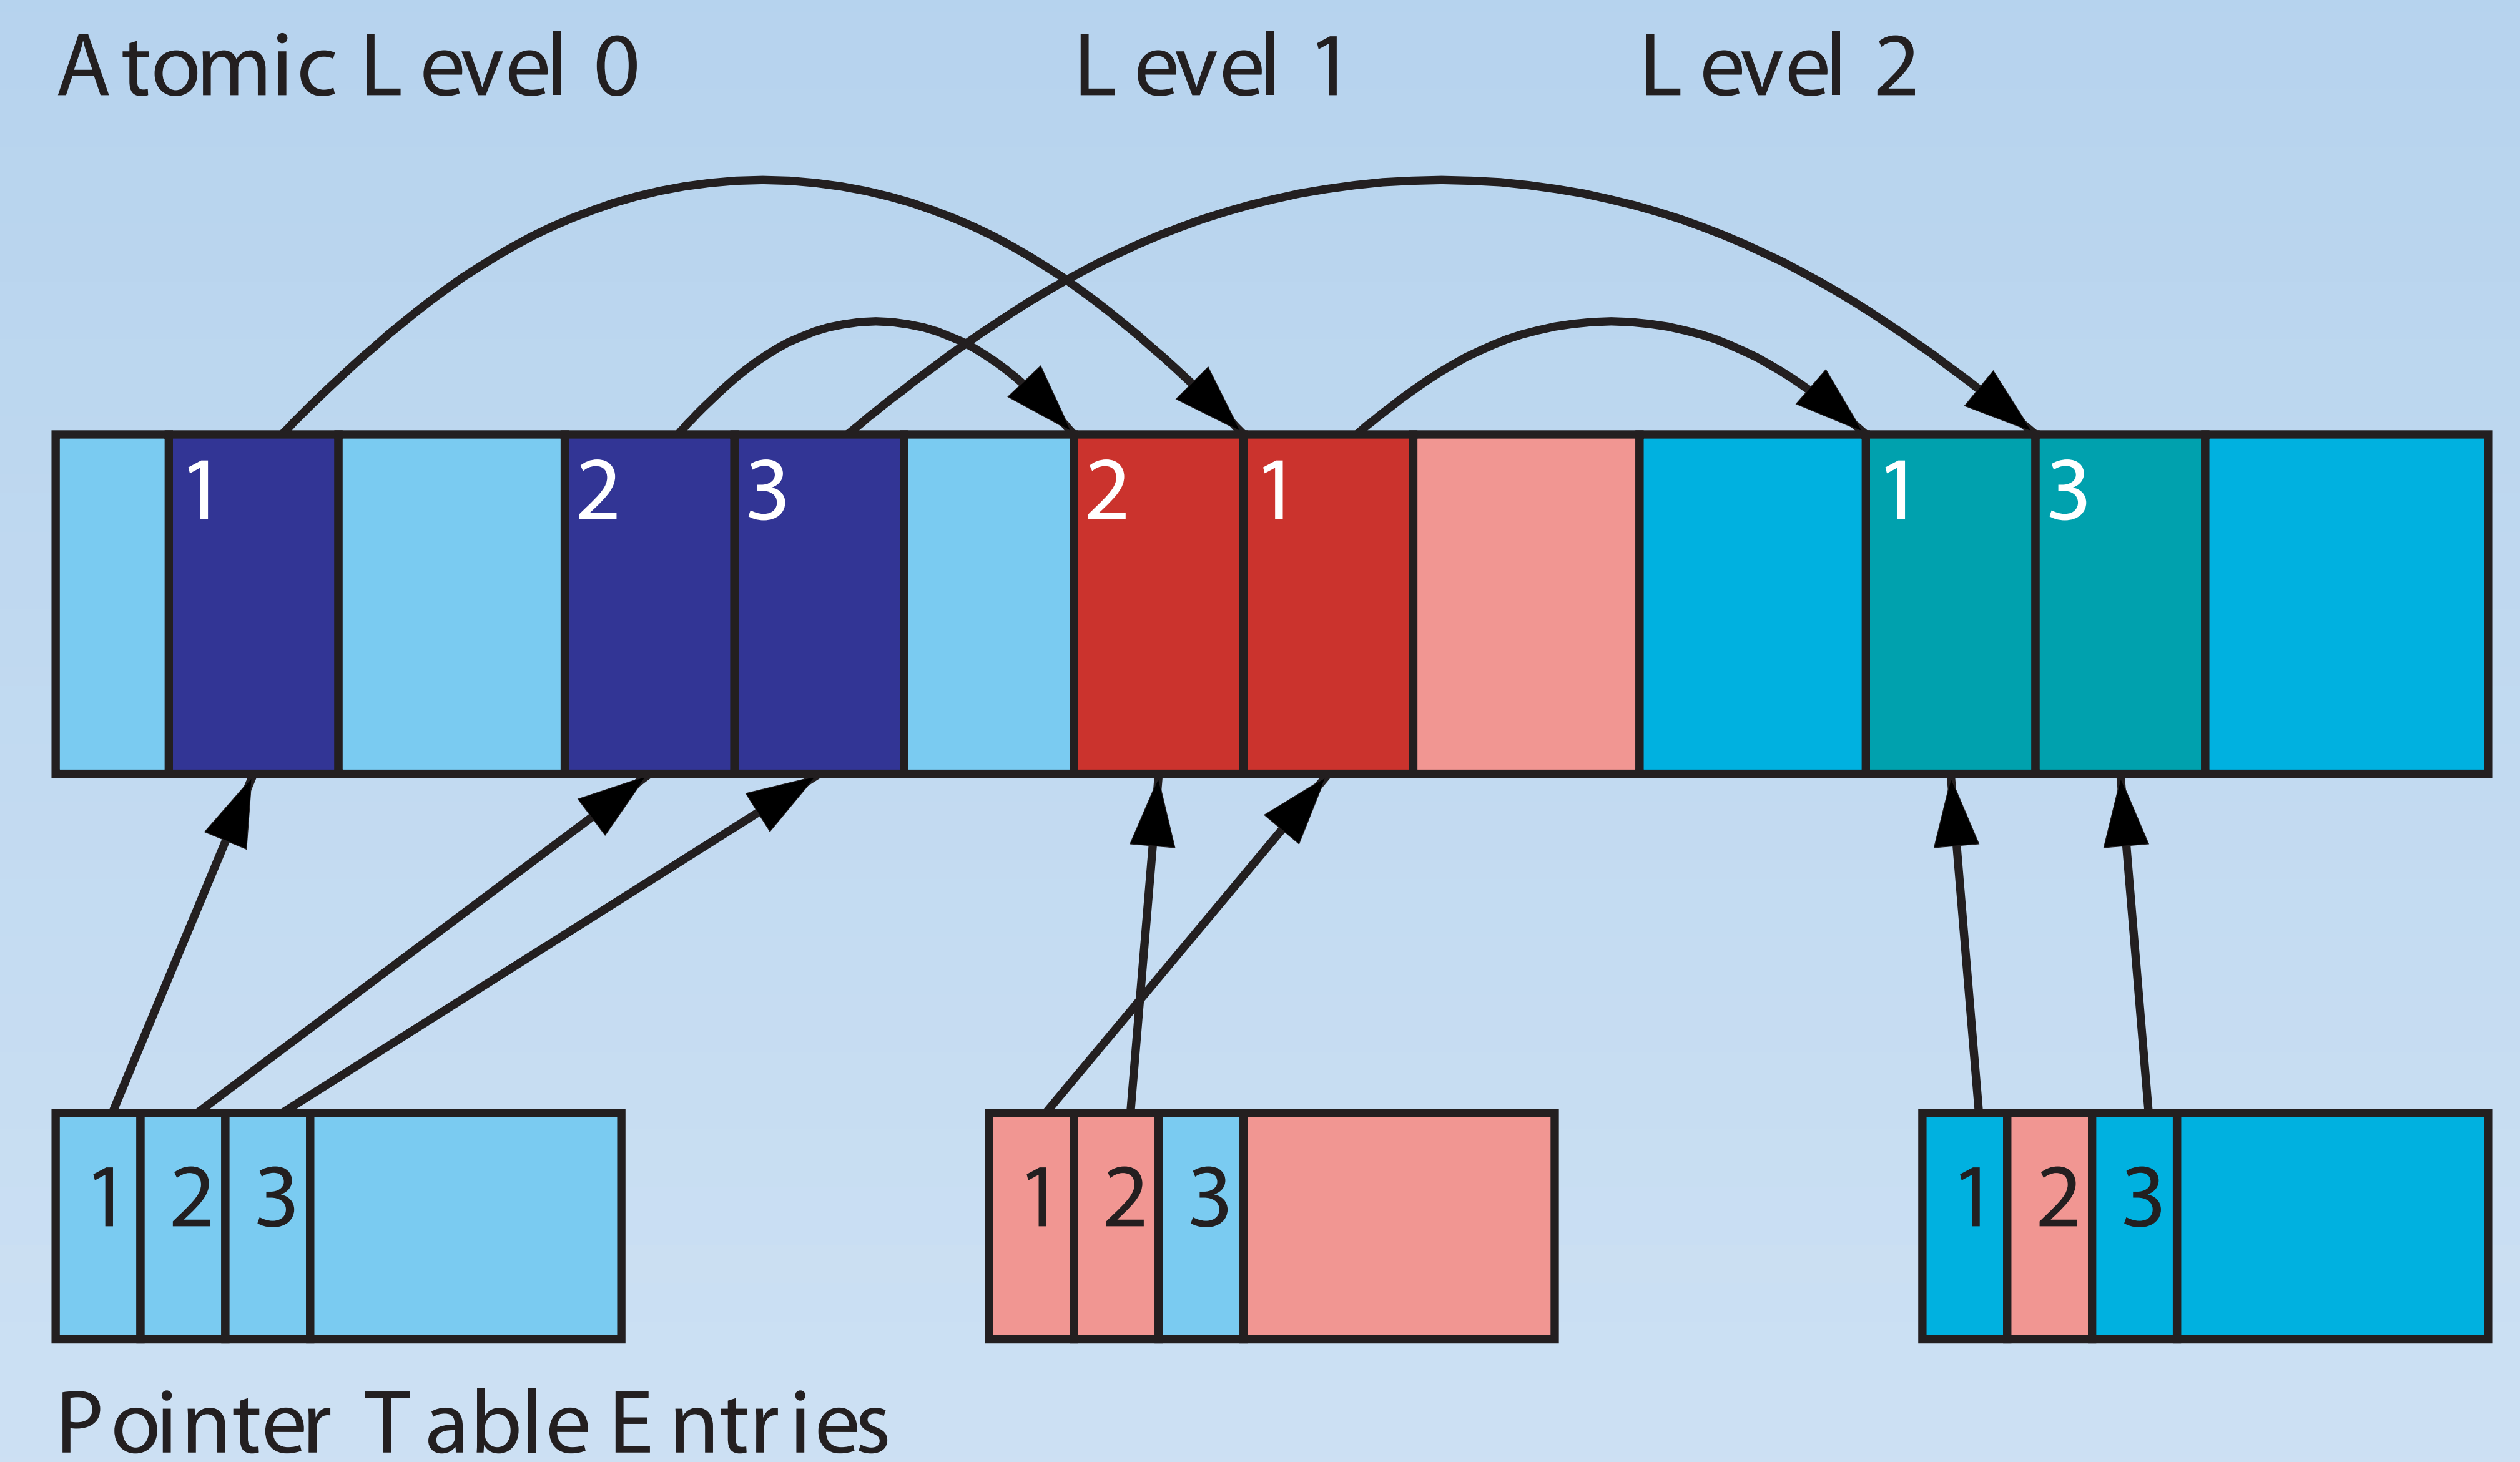 Atomic Level 0 Level 1 Level 2
1 2 3 2 1 1 3
1 2 3 1 2 3 1 2 3
Pointer Table Entries